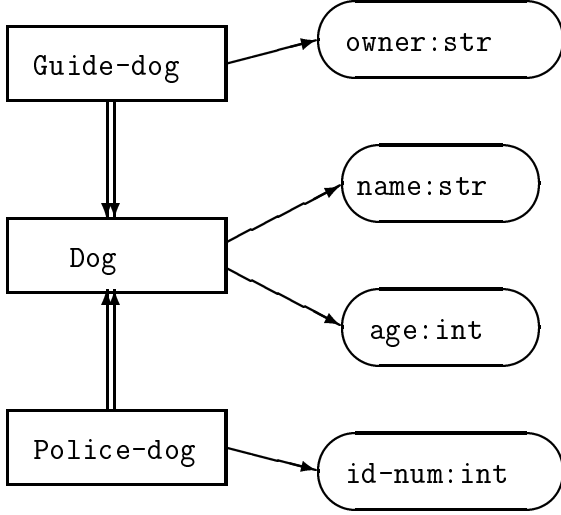 Guide-dog
owner:str
name:str
Dog
age:int
Police-dog
id-num:int